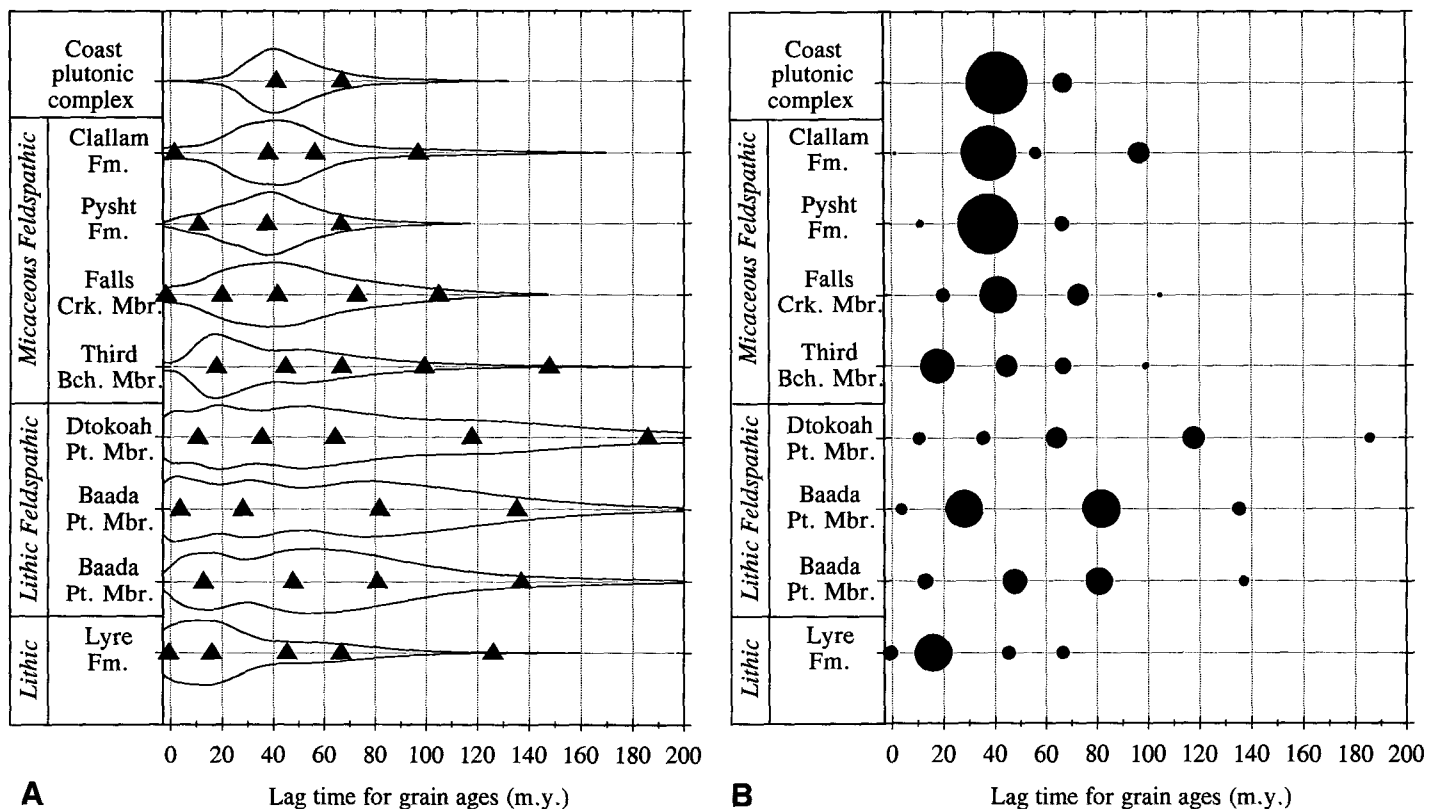 Coast
plutonic
complex
Micaceous Feldspathic
Clallam
Fm.
Pysht
Fm.
Falls
Crk. Mbr.
Third
Bch. Mbr.
Lithic Feldspathic
Dtokoah
Pt. Mbr.
Baada
Pt. Mbr.
Baada
Pt. Mbr.
Lithic
Lyre
Fm.
0 20 40 60 80 100 120 140 160 180 200
A
Lag time for grain ages (m.y.)
Coast
plutonic
complex
Micaceous Feldspathic
Clallam
Fm.
Pysht
Fm.
Falls
Crk. Mbr.
Third
Bch. Mbr.
Lithic Feldspathic
Dtokoah
Pt. Mbr.
Baada
Pt. Mbr.
Baada
Pt. Mbr.
Lithic
Lyre
Fm.
0 20 40 60 80 100 120 140 160 180 200
B
Lag time for grain ages (m.y.)